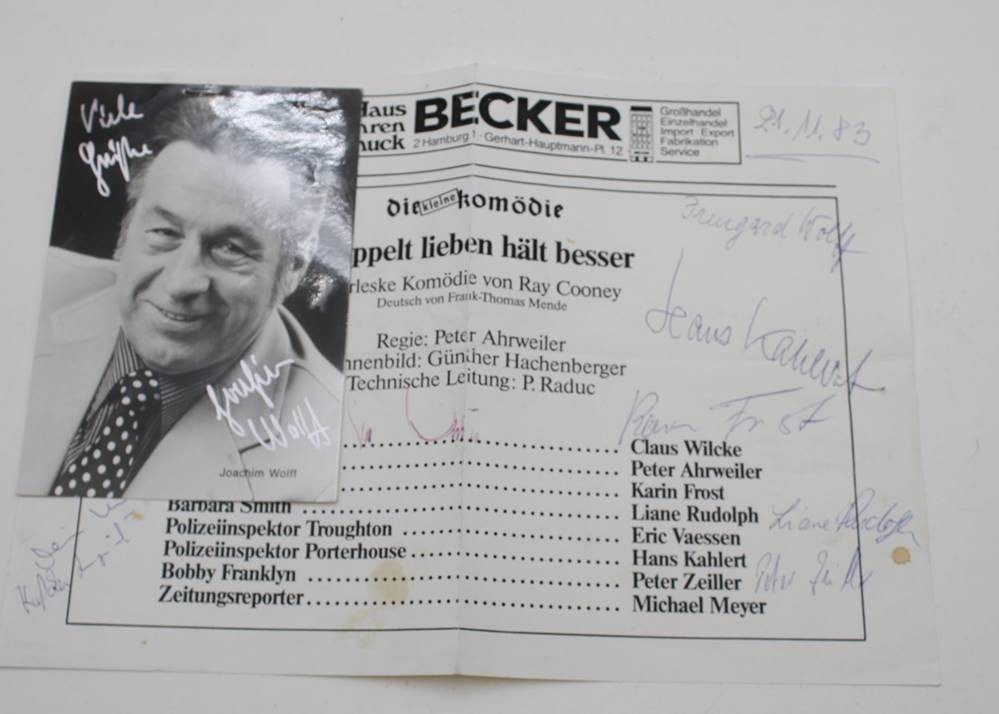 Viele
Grüße
Joachim
Wolff
Joachim Wolff
Haus
hren
huck
BECKER
2 Hamburg 1 · Gerhart-Hauptmann-Pl. 12
Großhandel
Einzelhandel
Import · Export
Fabrikation
Service
21.11.83
die kleine komödie
ppelt lieben hält besser
rleske Komödie von Ray Cooney
Deutsch von Frank-Thomas Mende
Regie: Peter Ahrweiler
nnenbild: Günther Hachenberger
Technische Leitung: P. Raduc
Irmgard Wolff
Hans Kahlert
Karin Frost
Claus Wilcke
Peter Ahrweiler
Karin Frost
Barbara Smith Liane Rudolph
Liane Rudolph
Polizeiinspektor Troughton Eric Vaessen
Polizeiinspektor Porterhouse Hans Kahlert
Bobby Franklyn Peter Zeiller
Peter Zeiller
Zeitungsreporter Michael Meyer